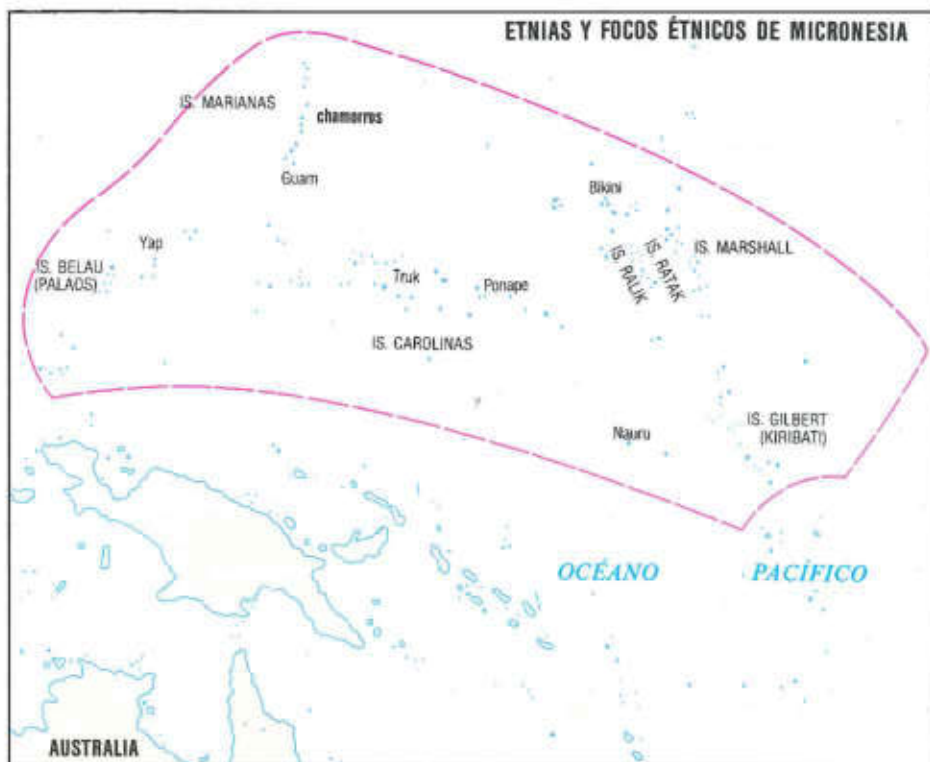 ETNIAS Y FOCOS ÉTNICOS DE MICRONESIA
IS. MARIANAS
chamorros
Guam
Bikini
Yap
IS. BELAU
(PALAOS)
Truk
Ponape
IS. RALIK
IS. RATAK
IS. MARSHALL
IS. CAROLINAS
Nauru
IS. GILBERT
(KIRIBATI)
OCÉANO
PACÍFICO
AUSTRALIA